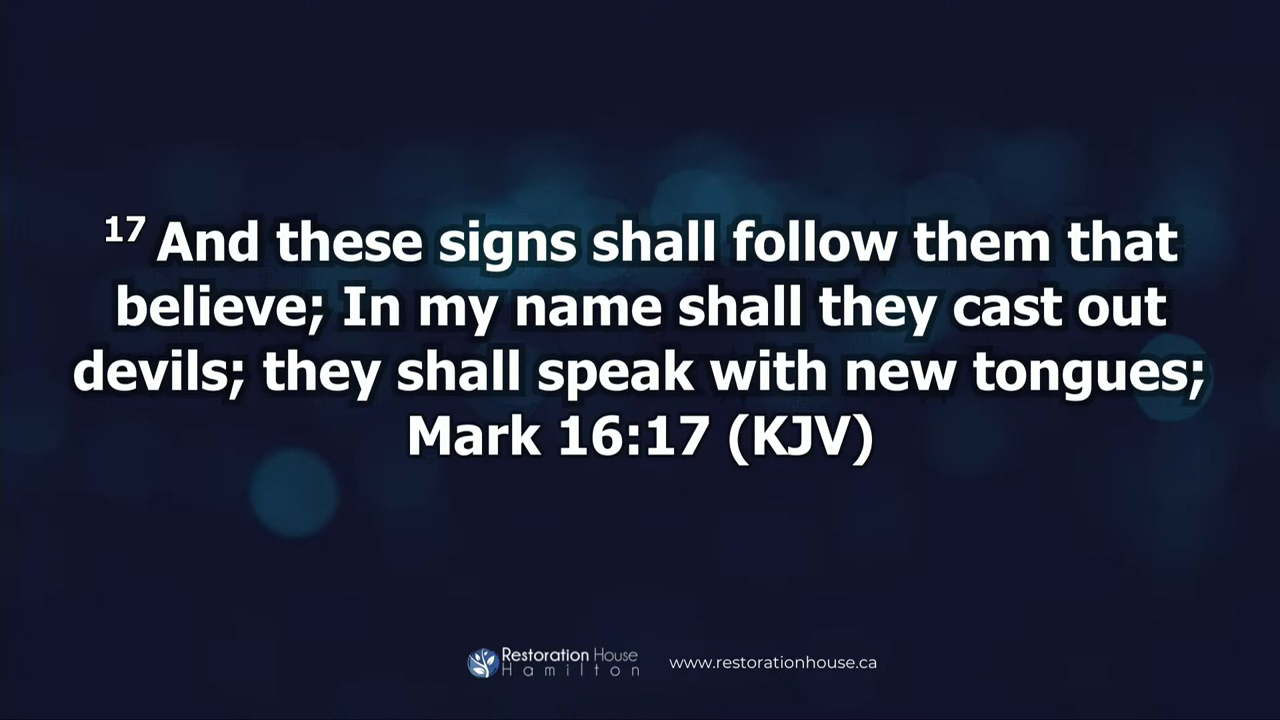 17 And these signs shall follow them that
believe; In my name shall they cast out
devils; they shall speak with new tongues;
Mark 16:17 (KJV)
Restoration House
Hamilton
www.restorationhouse.ca